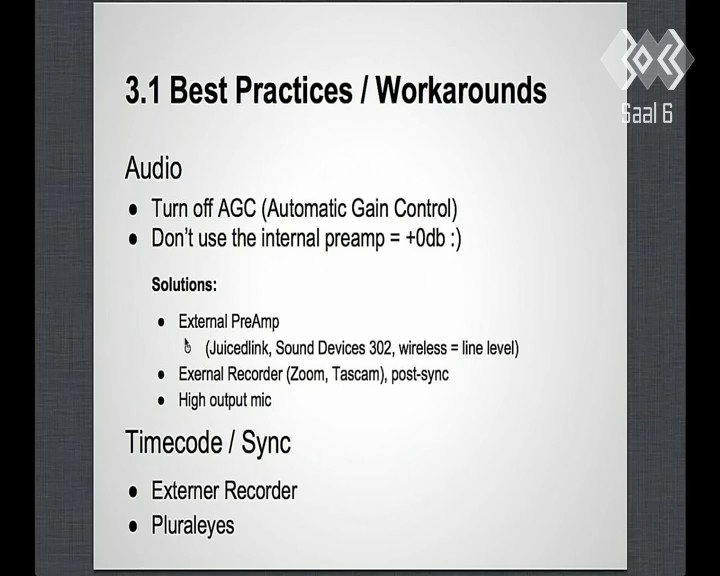 3.1 Best Practices / Workarounds
Saal 6
Audio
● Turn off AGC (Automatic Gain Control)
● Don't use the internal preamp = +0db :)
Solutions:
● External PreAmp
(Juicedlink, Sound Devices 302, wireless = line level)
● Exernal Recorder (Zoom, Tascam), post-sync
● High output mic
Timecode / Sync
● Externer Recorder
● Pluraleyes